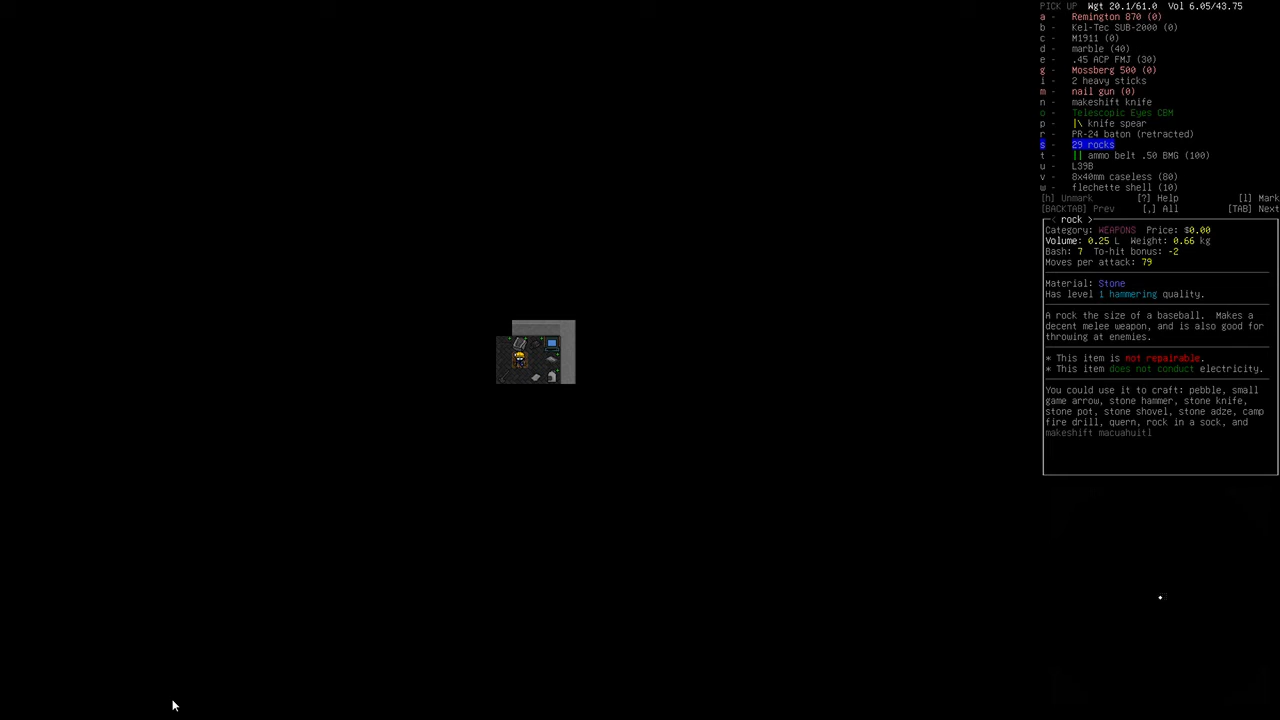 PICK UP Wgt 20.1/61.0 Vol 6.05/43.75
a - Remington 870 (0)
b - Kel-Tec SUB-2000 (0)
c - M1911 (0)
d - marble (40)
e - .45 ACP FMJ (30)
g - Mossberg 500 (0)
i - 2 heavy sticks
m - nail gun (0)
n - makeshift knife
o - Telescopic Eyes CBM
p - |\ knife spear
r - PR-24 baton (retracted)
s - 29 rocks
t - || ammo belt .50 BMG (100)
u - L39B
v - 8x40mm caseless (80)
w - flechette shell (10)
[h] Unmark [?] Help [l] Mark
[BACKTAB] Prev [,] All [TAB] Next
< rock >
Category: WEAPONS Price: $0.00
Volume: 0.25 L Weight: 0.66 kg
Bash: 7 To-hit bonus: -2
Moves per attack: 79
Material: Stone
Has level 1 hammering quality.
A rock the size of a baseball. Makes a
decent melee weapon, and is also good for
throwing at enemies.
* This item is not repairable.
* This item does not conduct electricity.
You could use it to craft: pebble, small
game arrow, stone hammer, stone knife,
stone pot, stone shovel, stone adze, camp
fire drill, quern, rock in a sock, and
makeshift macuahuitl